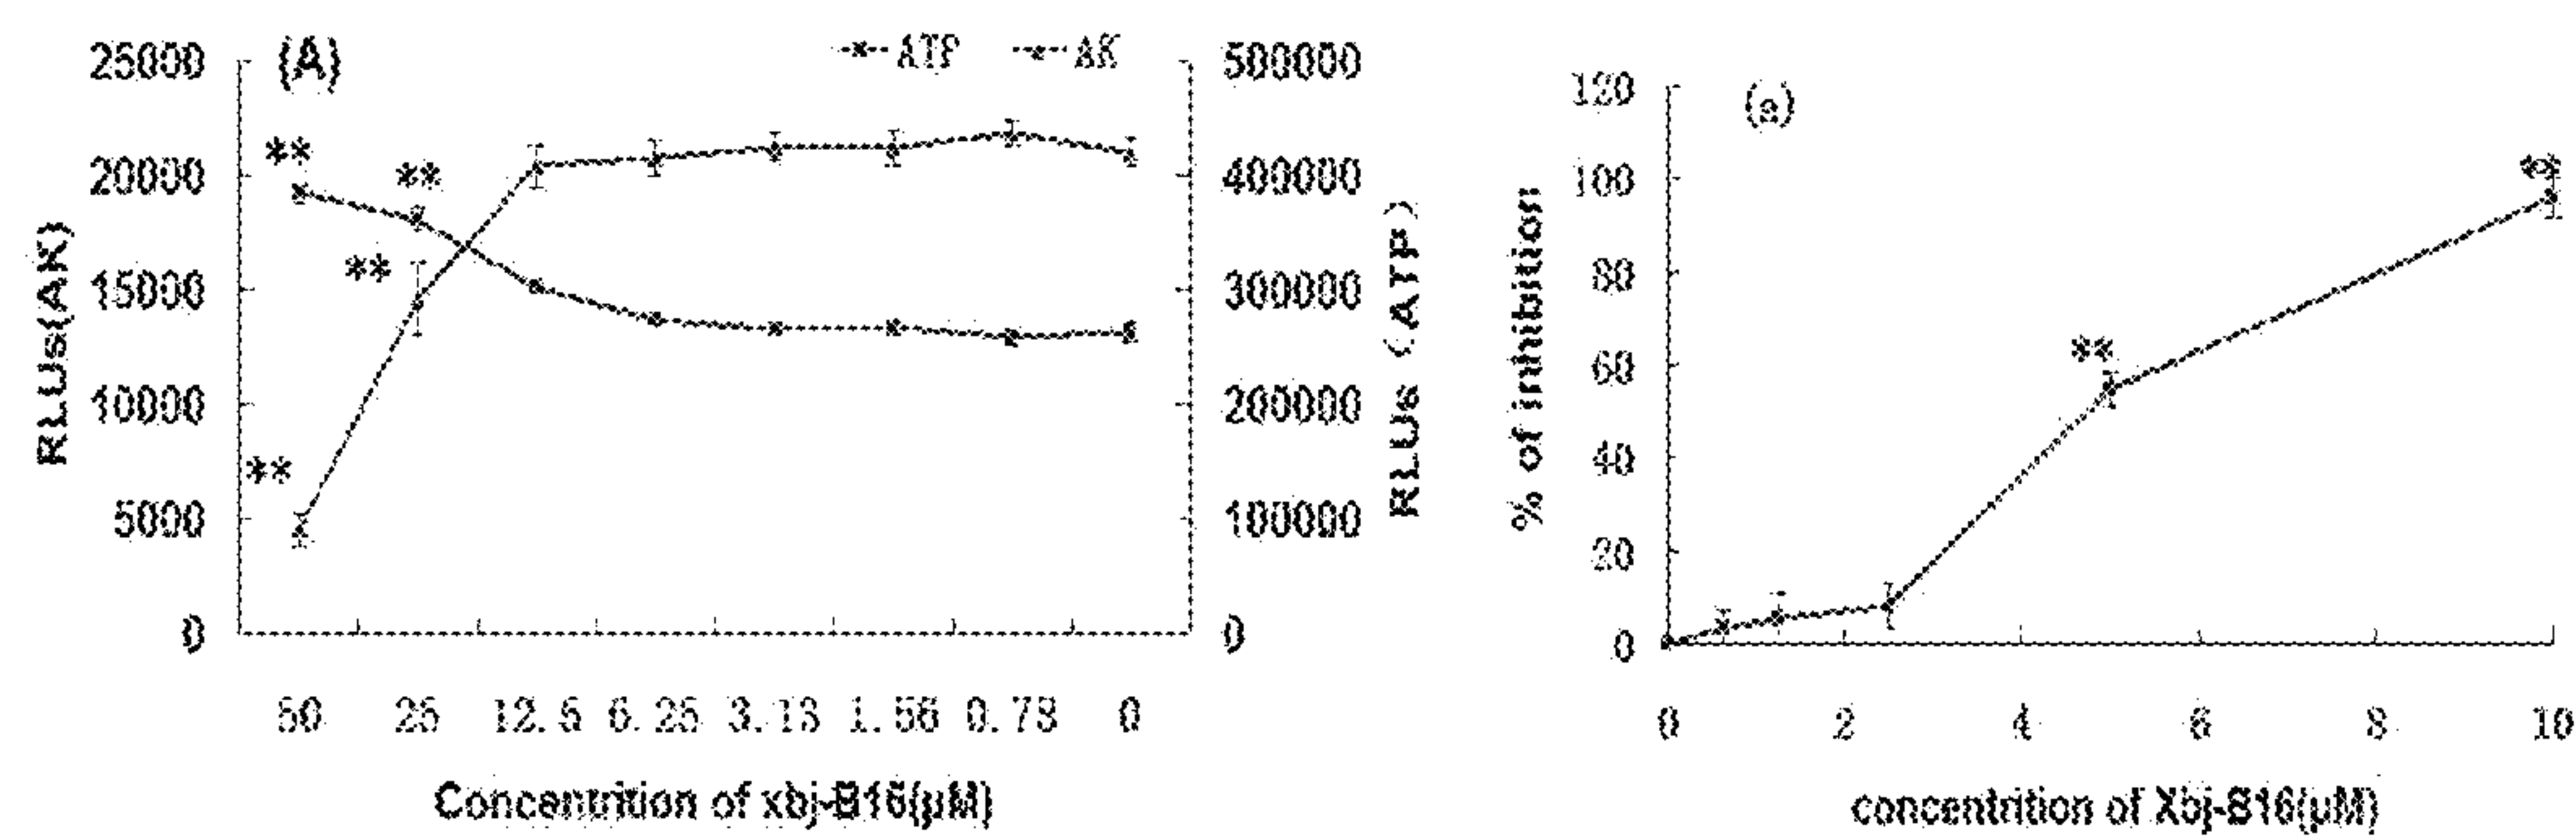 (A)
ATP AK
25000
20000
15000
10000
5000
0
RLUs(AK)
500000
400000
300000
200000
100000
0
RLUs (ATP)
**
**
**
**
50 25 12.5 6.25 3.13 1.56 0.78 0
Concentrition of xbj-B16(μM)
(a)
120
100
80
60
40
20
0
% of inhibition
**
**
0 2 4 6 8 10
concentrition of Xbj-S16(μM)